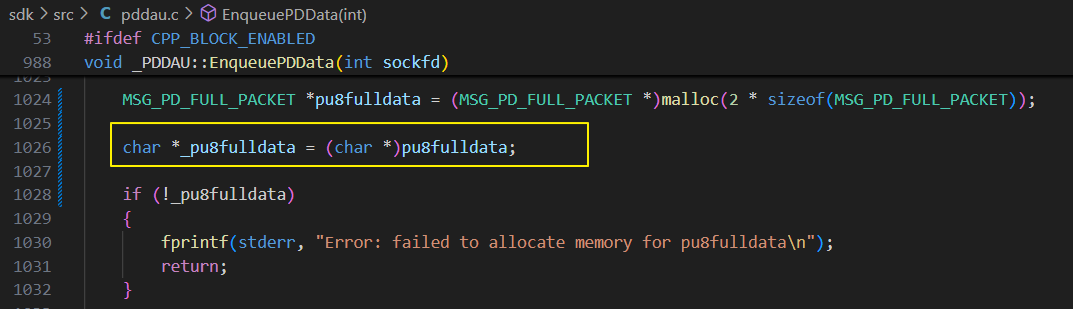 sdk > src > C pddau.c > EnqueuePDData(int)
53 #ifdef CPP_BLOCK_ENABLED
988 void _PDDAU::EnqueuePDData(int sockfd)
1023
1024 MSG_PD_FULL_PACKET *pu8fulldata = (MSG_PD_FULL_PACKET *)malloc(2 * sizeof(MSG_PD_FULL_PACKET));
1025
1026 char *_pu8fulldata = (char *)pu8fulldata;
1027
1028 if (!_pu8fulldata)
1029 {
1030 fprintf(stderr, "Error: failed to allocate memory for pu8fulldata\n");
1031 return;
1032 }